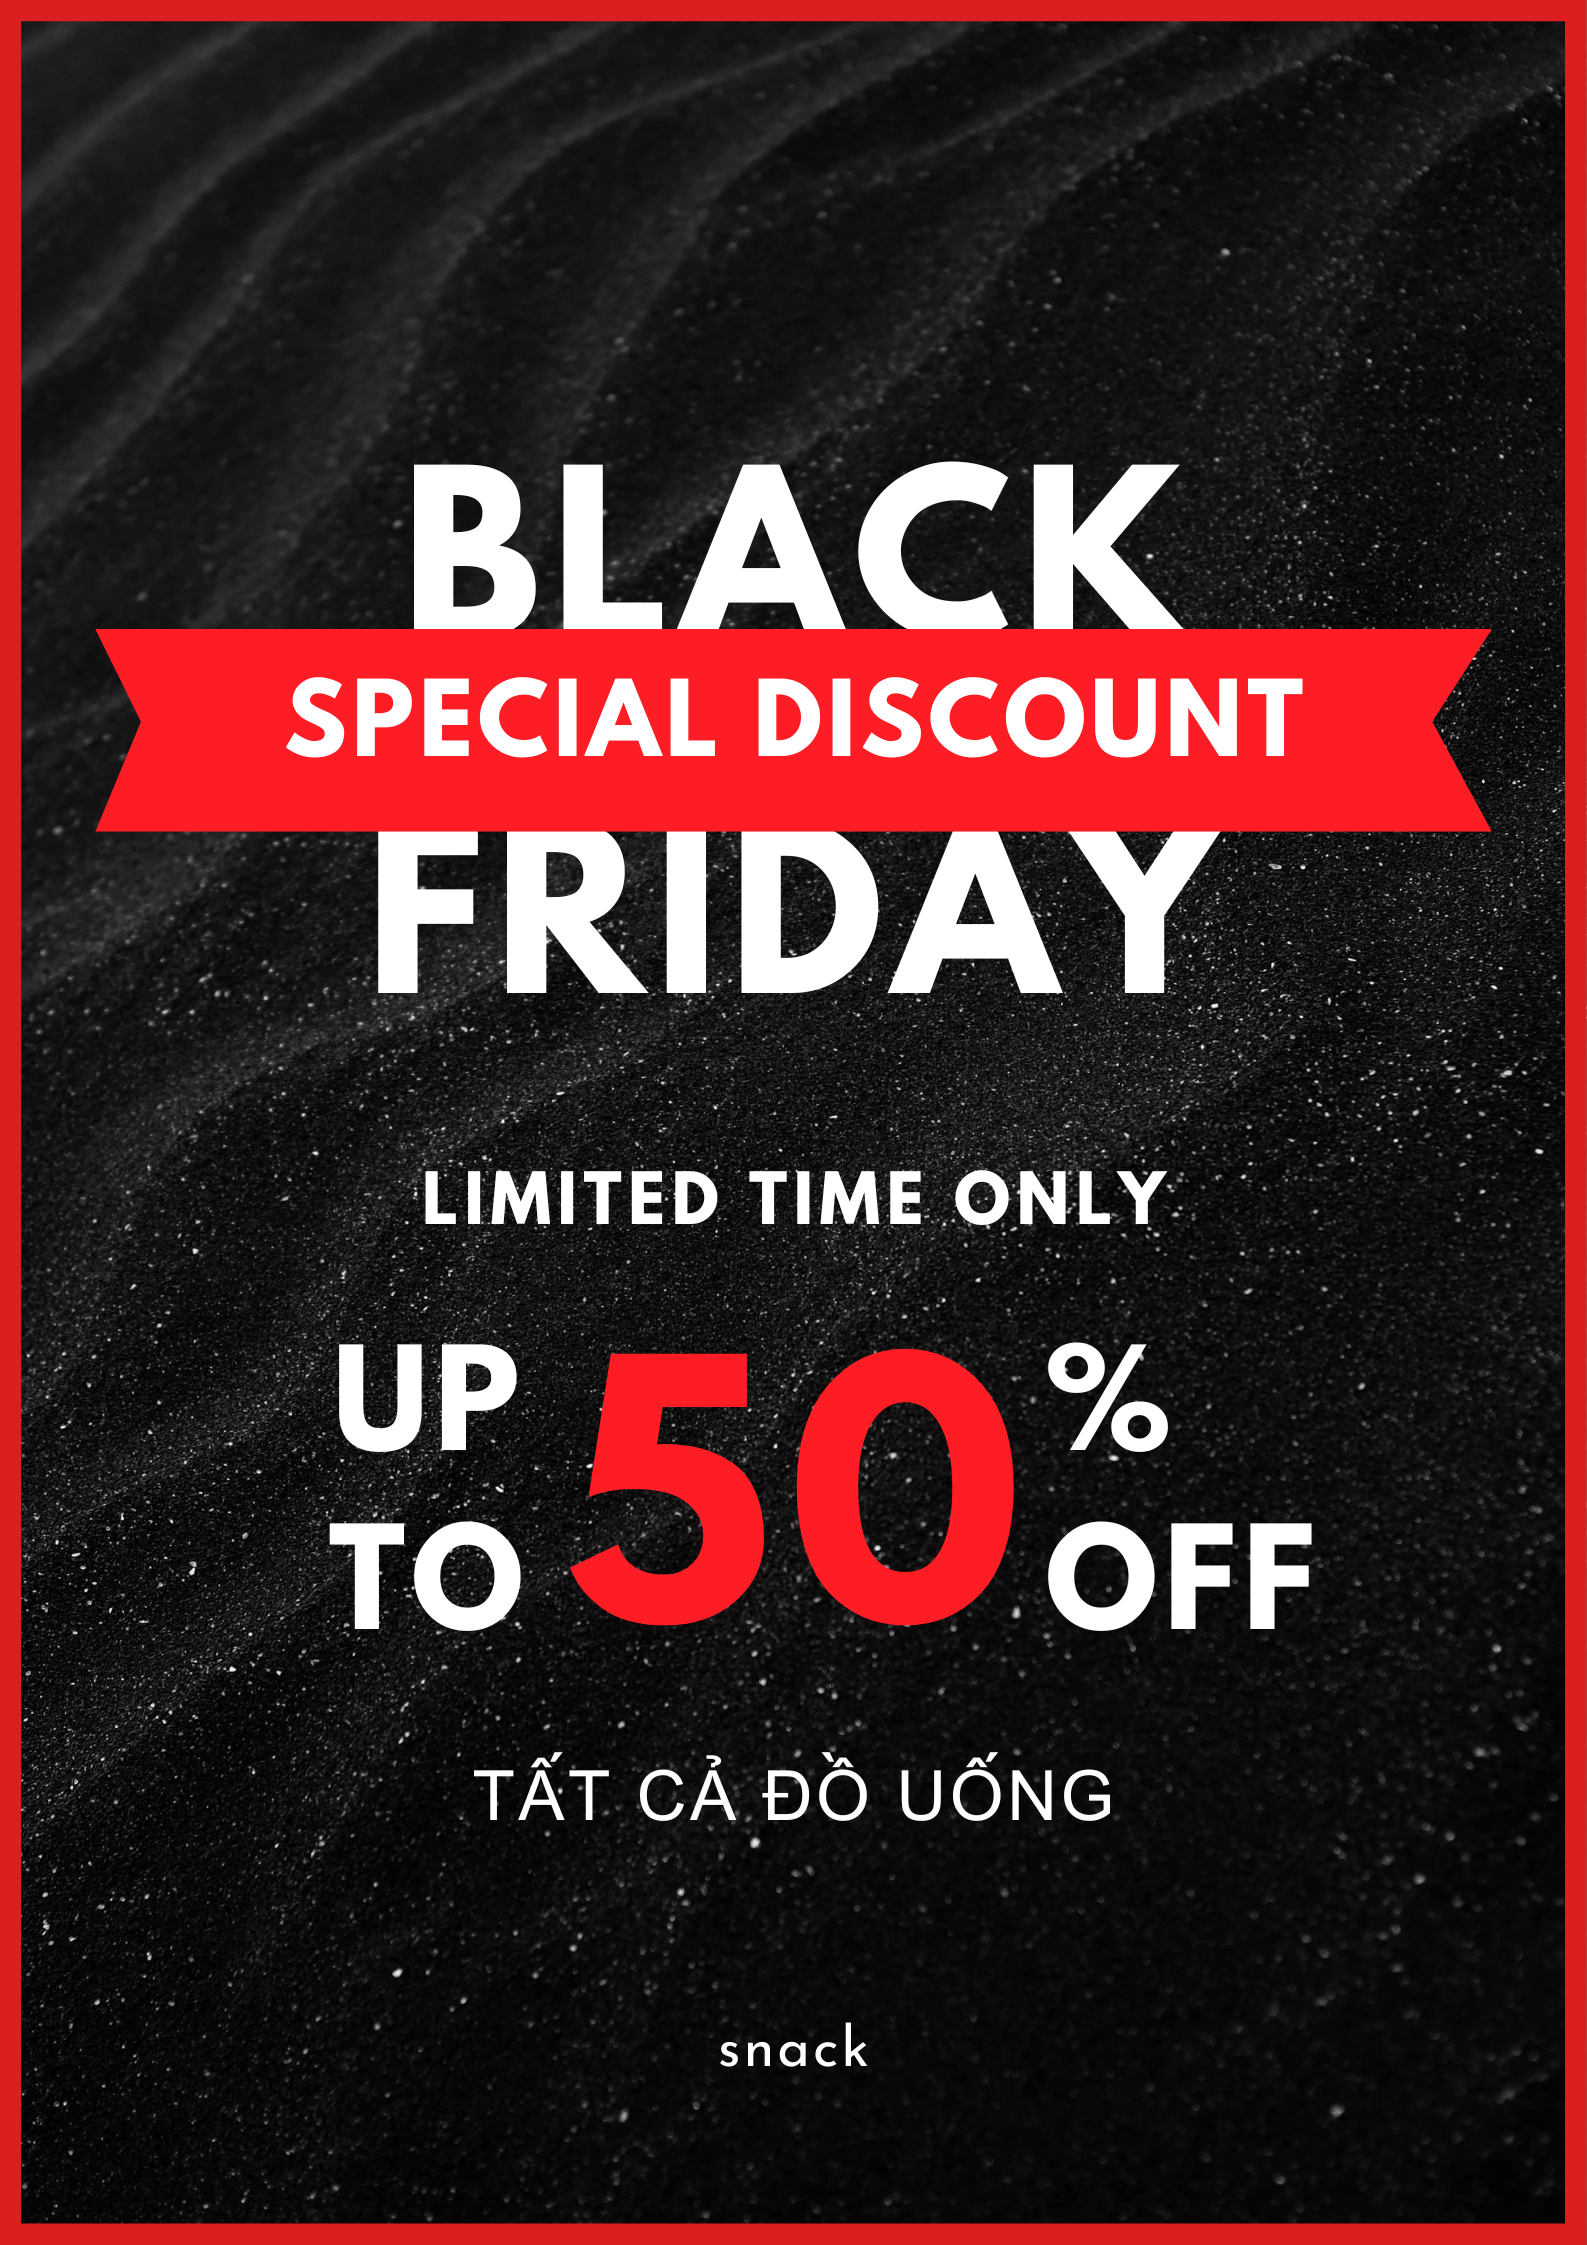 BLACK
SPECIAL DISCOUNT
FRIDAY
LIMITED TIME ONLY
UP TO 50 % OFF
TẤT CẢ ĐỒ UỐNG
snack